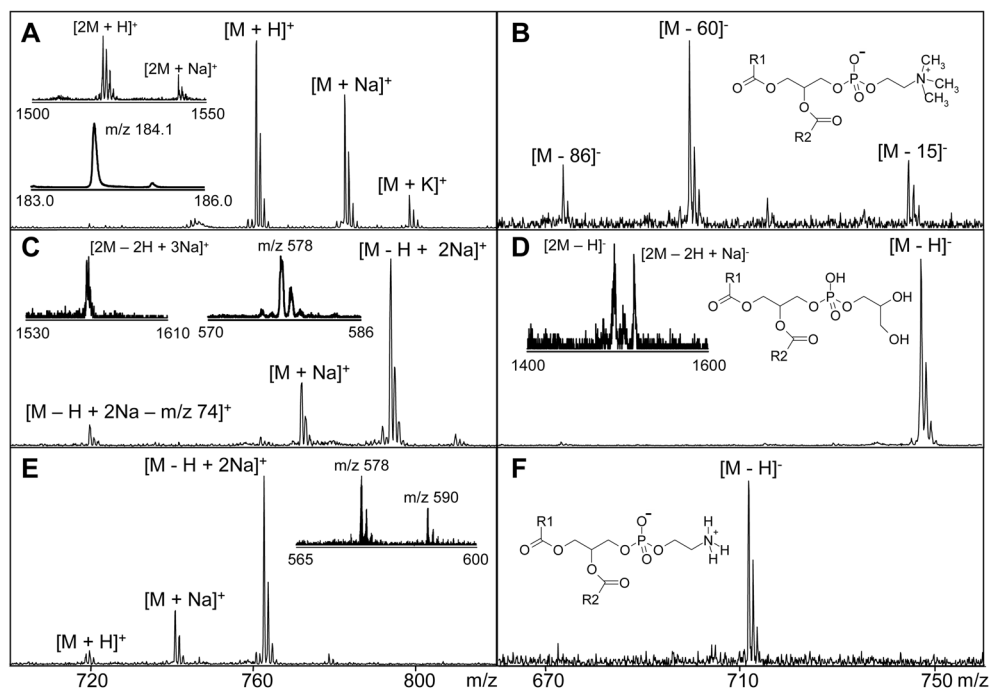 A
[2M + H]+
[2M + Na]+
1500
1550
m/z 184.1
183.0
186.0
[M + H]+
[M + Na]+
[M + K]+
B
[M - 86]-
[M - 60]-
[M - 15]-
R1
O
O
O
O
R2
O
O-
P
O
O
N+
CH3
CH3
CH3
C
[2M – 2H + 3Na]+
1530
1610
m/z 578
570
586
[M - H + 2Na]+
[M + Na]+
[M – H + 2Na – m/z 74]+
D
[2M – H]-
[2M – 2H + Na]-
1400
1600
[M - H]-
R1
O
O
O
O
R2
O
OH
P
O
O
OH
OH
E
[M - H + 2Na]+
[M + Na]+
[M + H]+
m/z 578
m/z 590
565
600
F
[M - H]-
R1
O
O
O
O
R2
O
O-
P
O
O
H
N+
H
H
720
760
800
m/z
670
710
750
m/z